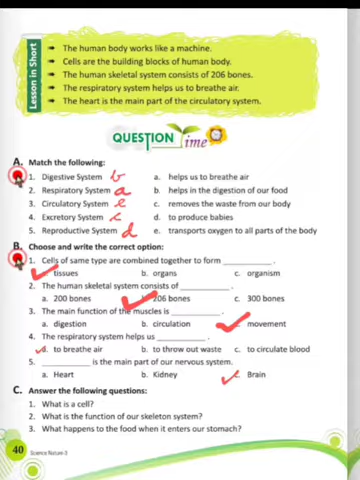 Lesson in Short
➠ The human body works like a machine.
➠ Cells are the building blocks of human body.
➠ The human skeletal system consists of 206 bones.
➠ The respiratory system helps us to breathe air.
➠ The heart is the main part of the circulatory system.
QUESTION Time
A. Match the following:
1. Digestive System b a. helps us to breathe air
2. Respiratory System a b. helps in the digestion of our food
3. Circulatory System e c. removes the waste from our body
4. Excretory System c d. to produce babies
5. Reproductive System d e. transports oxygen to all parts of the body
B. Choose and write the correct option:
1. Cells of same type are combined together to form __________.
tissues b. organs c. organism
2. The human skeletal system consists of __________.
a. 200 bones 206 bones c. 300 bones
3. The main function of the muscles is __________.
a. digestion b. circulation movement
4. The respiratory system helps us __________.
to breathe air b. to throw out waste c. to circulate blood
5. __________ is the main part of our nervous system.
a. Heart b. Kidney Brain
C. Answer the following questions:
1. What is a cell?
2. What is the function of our skeleton system?
3. What happens to the food when it enters our stomach?
40 Science Nature-3